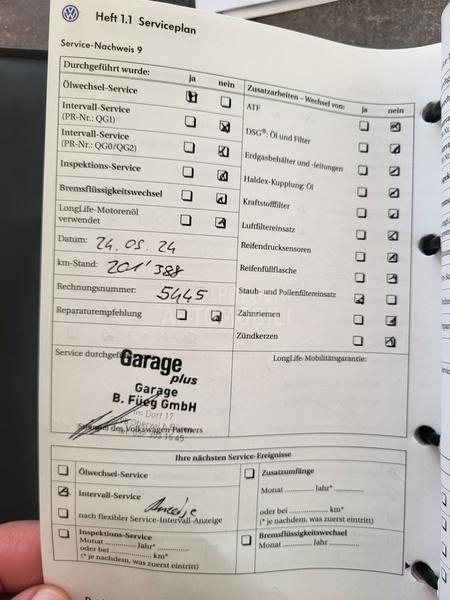 Heft 1.1 Serviceplan
Service-Nachweis 9
Durchgeführt wurde: ja nein
Ölwechsel-Service
Intervall-Service
(PR-Nr.: QG1)
Intervall-Service
(PR-Nr.: QG0/QG2)
Inspektions-Service
Bremsflüssigkeitswechsel
LongLife-Motorenöl
verwendet
Datum: 24.05.24
km-Stand: 201'388
Rechnungsnummer: 5445
Reparaturempfehlung
Zusatzarbeiten – Wechsel von: ja nein
ATF
DSG®: Öl und Filter
Erdgasbehälter und -leitungen
Haldex-Kupplung: Öl
Kraftstofffilter
Luftfiltereinsatz
Reifendrucksensoren
Reifenfüllflasche
Staub- und Pollenfiltereinsatz
Zahnriemen
Zündkerzen
AUTOMOBILI
Service durchgeführt
Garage
plus
Garage
B. Füeg GmbH
Im Dorf 17
Stempel des Volkswagen Partners
LongLife-Mobilitätsgarantie:
Ihre nächsten Service-Ereignisse
Ölwechsel-Service
Intervall-Service
Anzeige
nach flexibler Service-Intervall-Anzeige
Inspektions-Service
Monat ............ Jahr* ............
oder bei ............ km*
(* je nachdem, was zuerst eintritt)
Zusatzumfänge
Monat ............ Jahr* ............
oder bei ............ km*
(* je nachdem, was zuerst eintritt)
Bremsflüssigkeitswechsel
Monat ............ Jahr ............